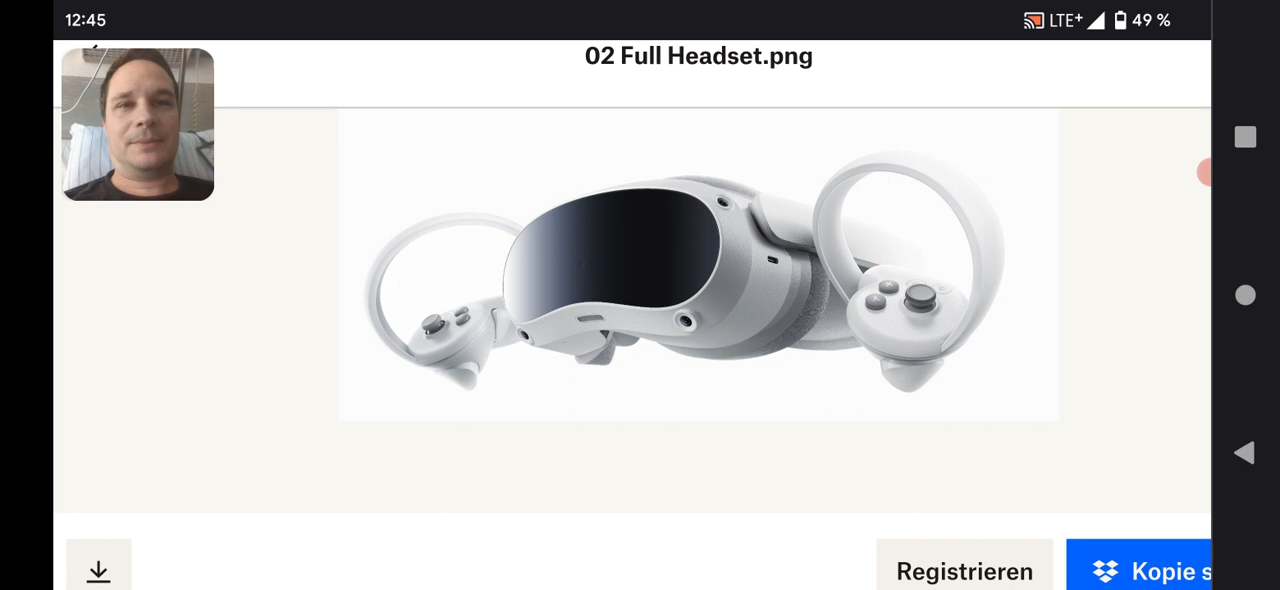 12:45
LTE+
49 %
02 Full Headset.png
Registrieren
Kopie s